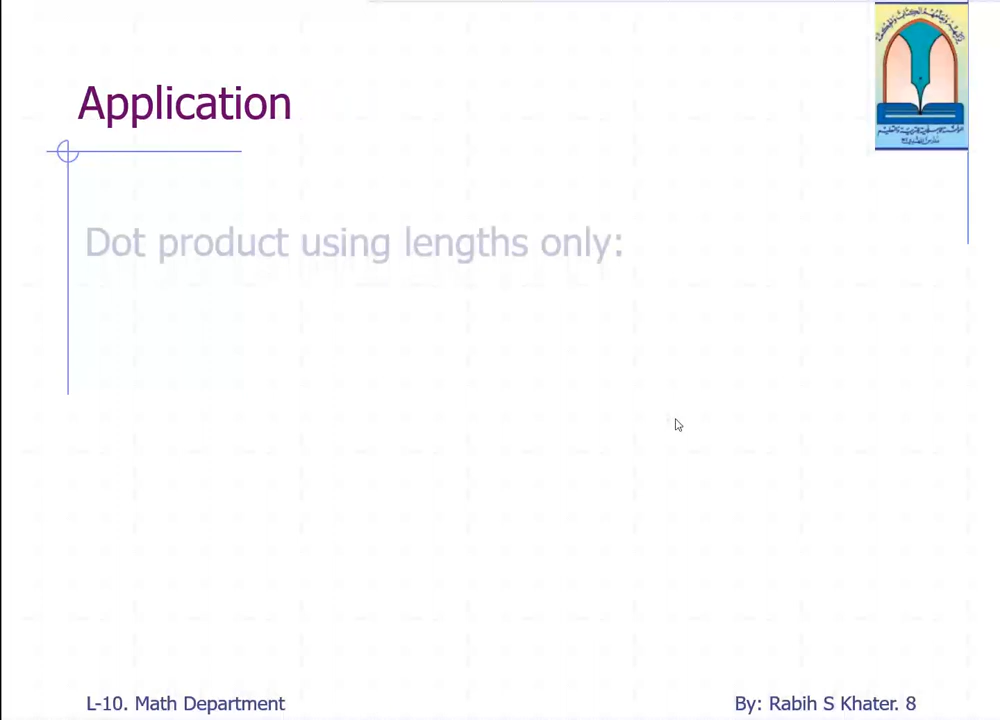 Application
Dot product using lengths only:
L-10. Math Department
By: Rabih S Khater. 8